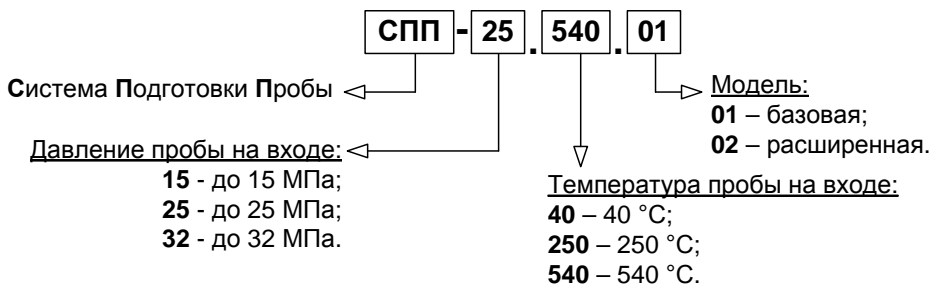 СПП-25.540.01
Система Подготовки Пробы
Модель:
01 – базовая;
02 – расширенная.
Давление пробы на входе:
15 - до 15 МПа;
25 - до 25 МПа;
32 - до 32 МПа.
Температура пробы на входе:
40 – 40 °С;
250 – 250 °С;
540 – 540 °С.